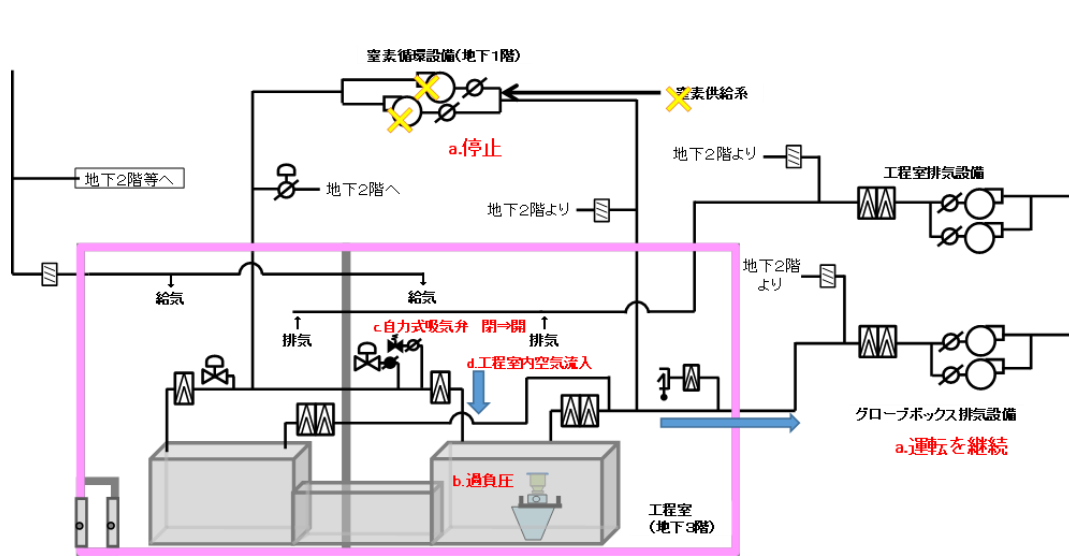 窒素循環設備(地下1階)
窒素供給系
a.停止
地下2階より
工程室排気設備
地下2階等へ
地下2階へ
地下2階より
地下2階
より
給気
給気
c.自力式吸気弁　閉⇒開
排気
排気
d.工程室内空気流入
グローブボックス排気設備
a.運転を継続
b.過負圧
工程室
(地下3階)